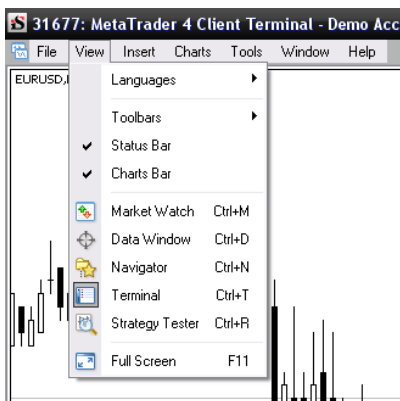 31677: MetaTrader 4 Client Terminal - Demo Acc
File View Insert Charts Tools Window Help
EURUSD,
Languages
Toolbars
Status Bar
Charts Bar
Market Watch Ctrl+M
Data Window Ctrl+D
Navigator Ctrl+N
Terminal Ctrl+T
Strategy Tester Ctrl+R
Full Screen F11